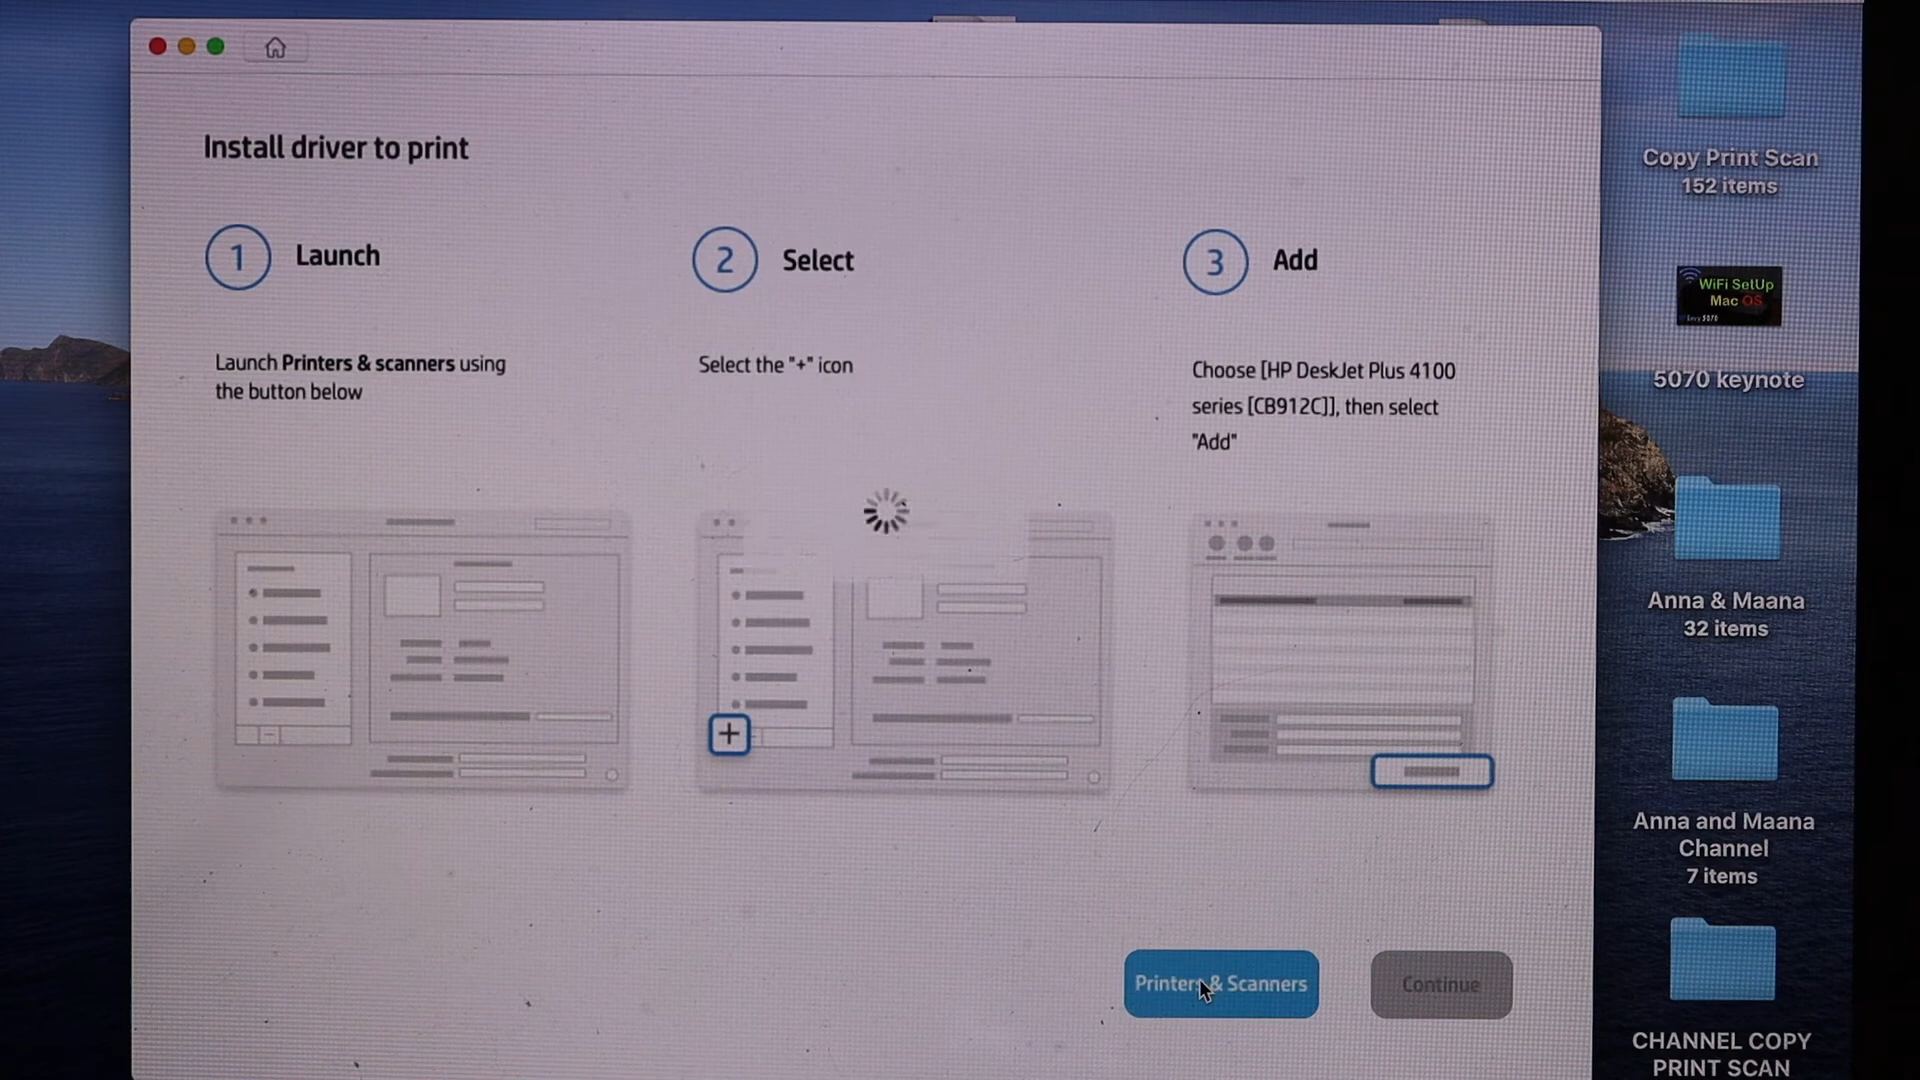 Install driver to print
1 Launch
Launch Printers & scanners using
the button below
2 Select
Select the "+" icon
3 Add
Choose [HP DeskJet Plus 4100
series [CB912C]], then select
"Add"
+
Printers & Scanners
Continue
Copy Print Scan
152 items
WiFi SetUp
Mac OS
Envy 5070
5070 keynote
Anna & Maana
32 items
Anna and Maana
Channel
7 items
CHANNEL COPY
PRINT SCAN